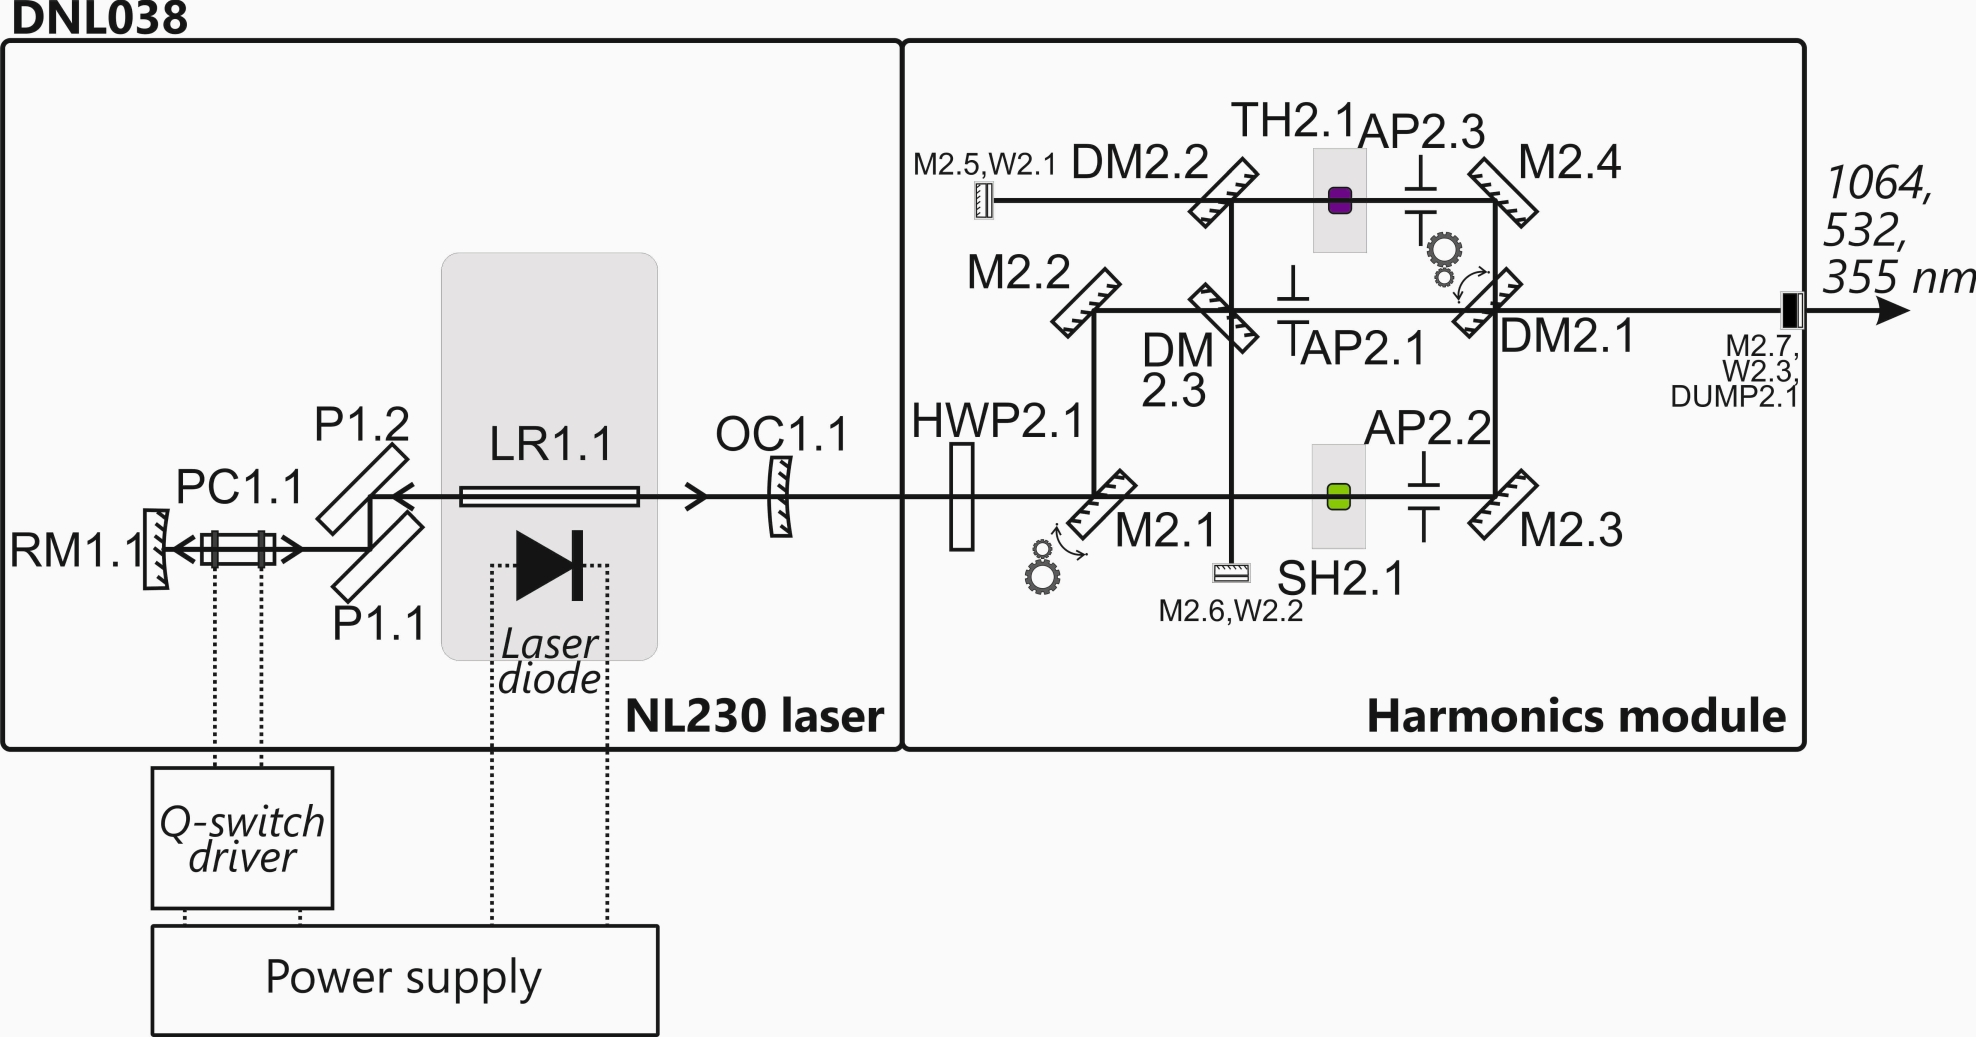 DNL038
TH2.1
AP2.3
M2.5,W2.1
DM2.2
M2.4
1064,
532,
355 nm
M2.2
DM
2.3
AP2.1
DM2.1
M2.7,
W2.3,
DUMP2.1
P1.2
LR1.1
OC1.1
HWP2.1
AP2.2
PC1.1
RM1.1
M2.1
M2.3
P1.1
SH2.1
M2.6,W2.2
Laser
diode
NL230 laser
Harmonics module
Q-switch
driver
Power supply